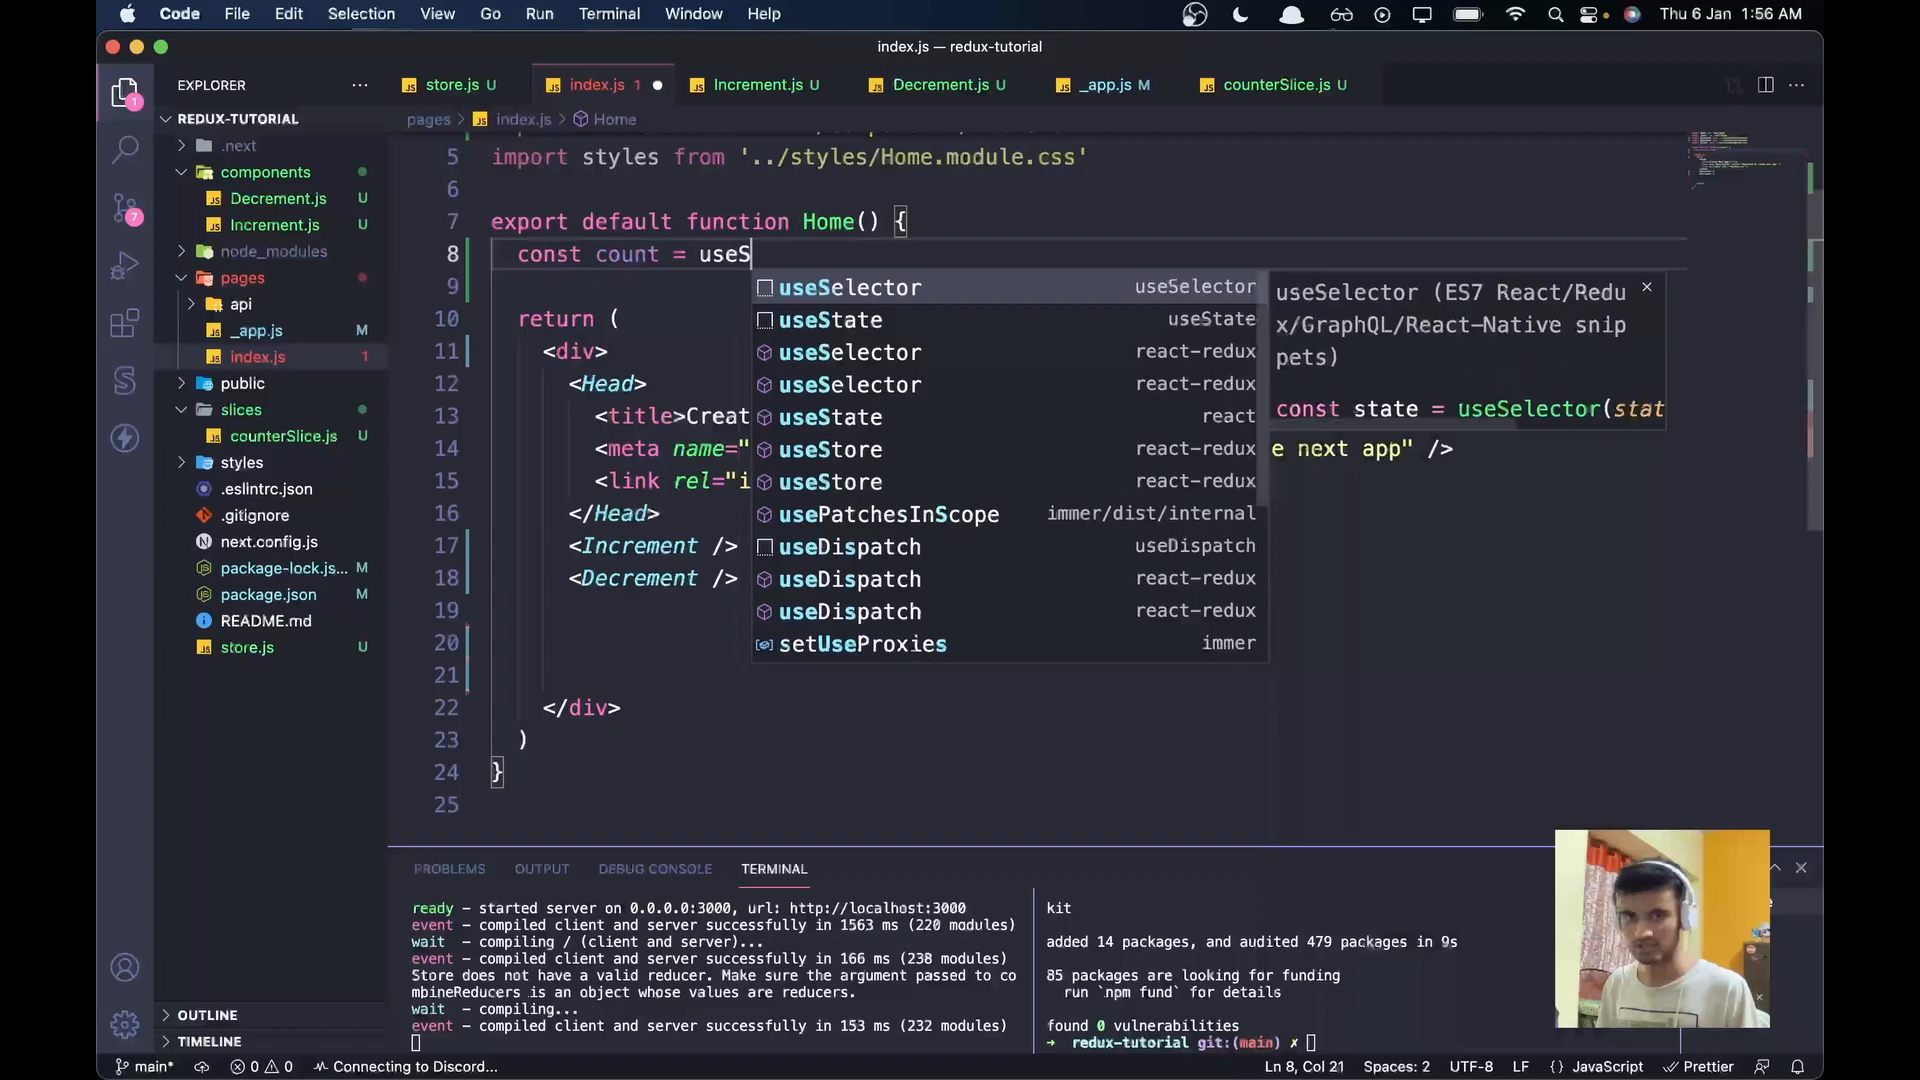 Code File Edit Selection View Go Run Terminal Window Help Thu 6 Jan 1:56 AM
index.js — redux-tutorial
EXPLORER
store.js U index.js 1 Increment.js U Decrement.js U _app.js M counterSlice.js U
REDUX-TUTORIAL
pages > index.js > Home
.next
components
Decrement.js U
Increment.js U
node_modules
pages
api
_app.js M
index.js 1
public
slices
counterSlice.js U
styles
.eslintrc.json
.gitignore
next.config.js
package-lock.js... M
package.json M
README.md
store.js U
OUTLINE
TIMELINE
1
7
5 import styles from '../styles/Home.module.css'
6
7 export default function Home() {
8 const count = useS
9
10 return (
11 <div>
12 <Head>
13 <title>Creat
14 <meta name=" e next app" />
15 <link rel="i
16 </Head>
17 <Increment />
18 <Decrement />
19
20
21
22 </div>
23 )
24 }
25
useSelector useSelector
useState useState
useSelector react-redux
useSelector react-redux
useState react
useStore react-redux
useStore react-redux
usePatchesInScope immer/dist/internal
useDispatch useDispatch
useDispatch react-redux
useDispatch react-redux
setUseProxies immer
useSelector (ES7 React/Redu
x/GraphQL/React-Native snip
pets)
const state = useSelector(stat
PROBLEMS OUTPUT DEBUG CONSOLE TERMINAL
ready - started server on 0.0.0.0:3000, url: http://localhost:3000
event - compiled client and server successfully in 1563 ms (220 modules)
wait - compiling / (client and server)...
event - compiled client and server successfully in 166 ms (238 modules)
Store does not have a valid reducer. Make sure the argument passed to co
mbineReducers is an object whose values are reducers.
wait - compiling...
event - compiled client and server successfully in 153 ms (232 modules)
kit
added 14 packages, and audited 479 packages in 9s
85 packages are looking for funding
run `npm fund` for details
found 0 vulnerabilities
→ redux-tutorial git:(main) ✗
main* 0 0 Connecting to Discord... Ln 8, Col 21 Spaces: 2 UTF-8 LF {} JavaScript Prettier